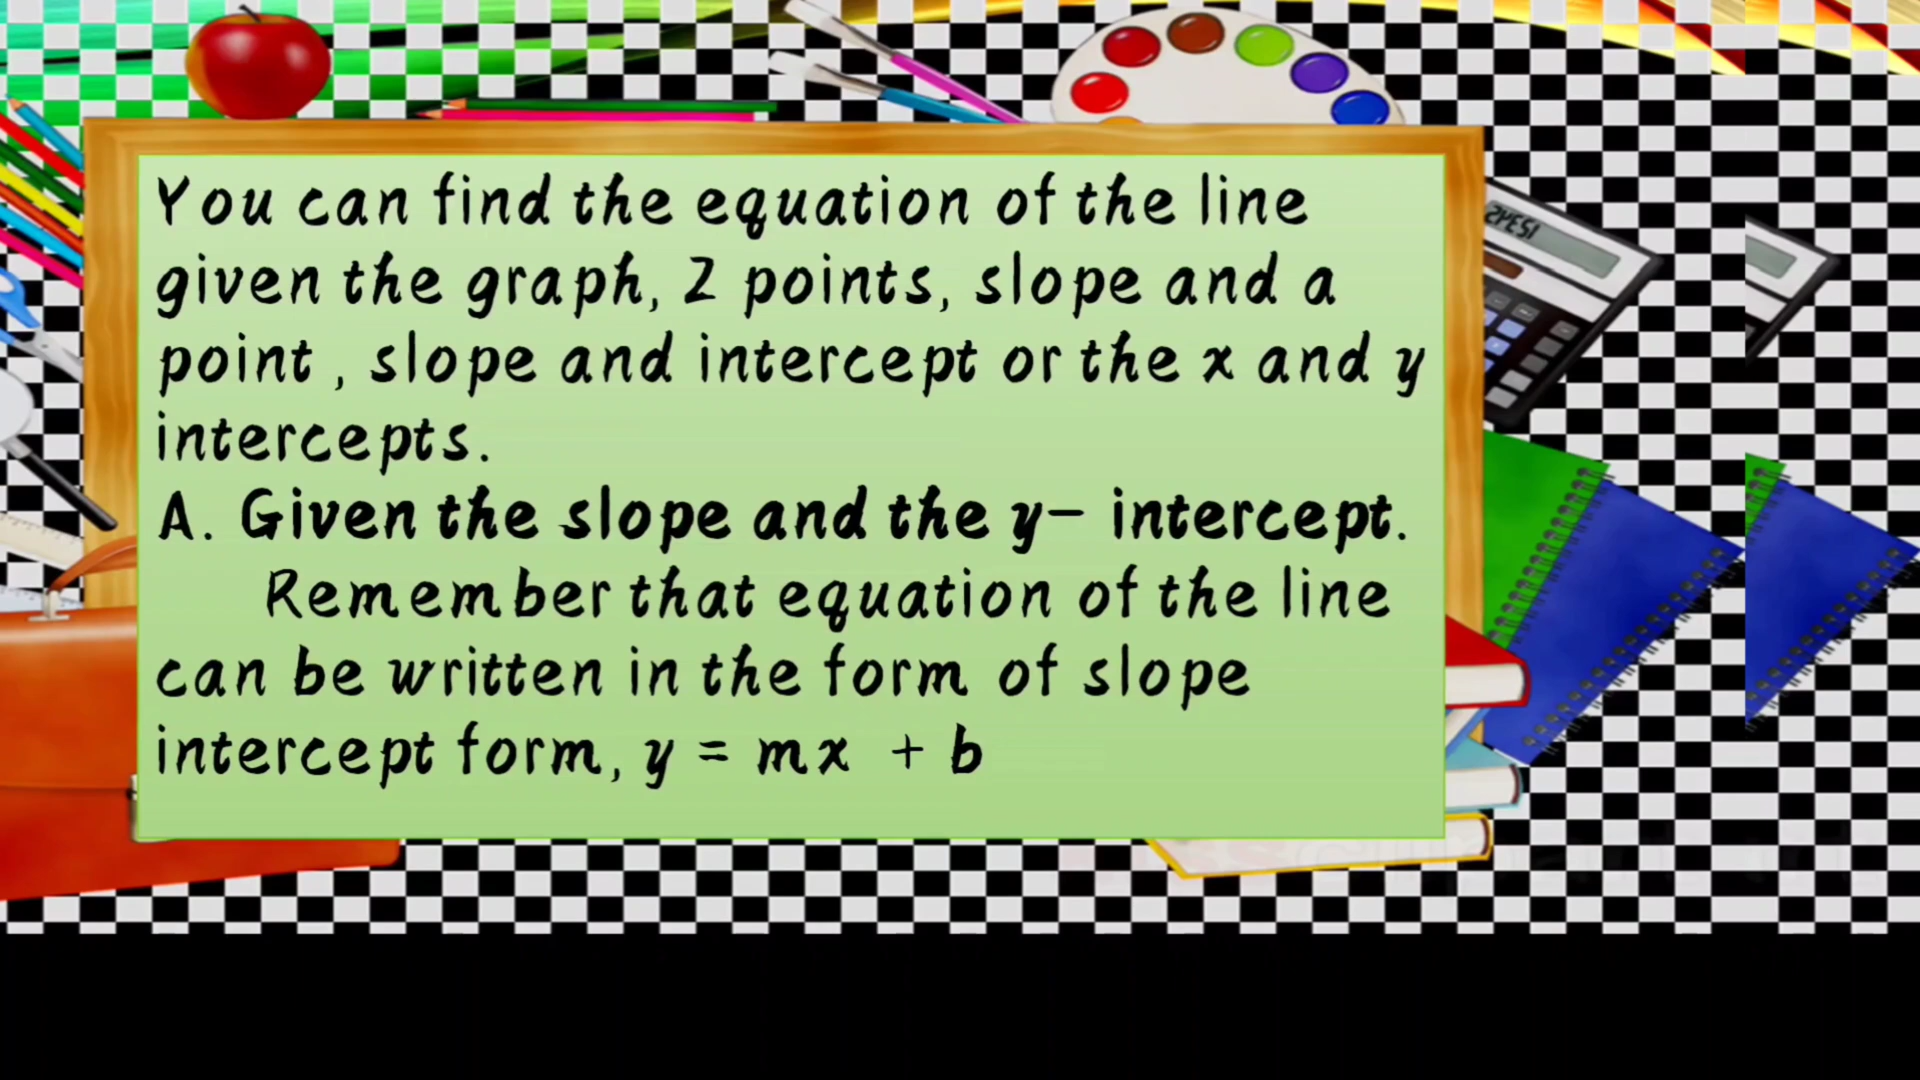 You can find the equation of the line
given the graph, 2 points, slope and a
point , slope and intercept or the x and y
intercepts.
A. Given the slope and the y- intercept.
Remember that equation of the line
can be written in the form of slope
intercept form, y = mx + b